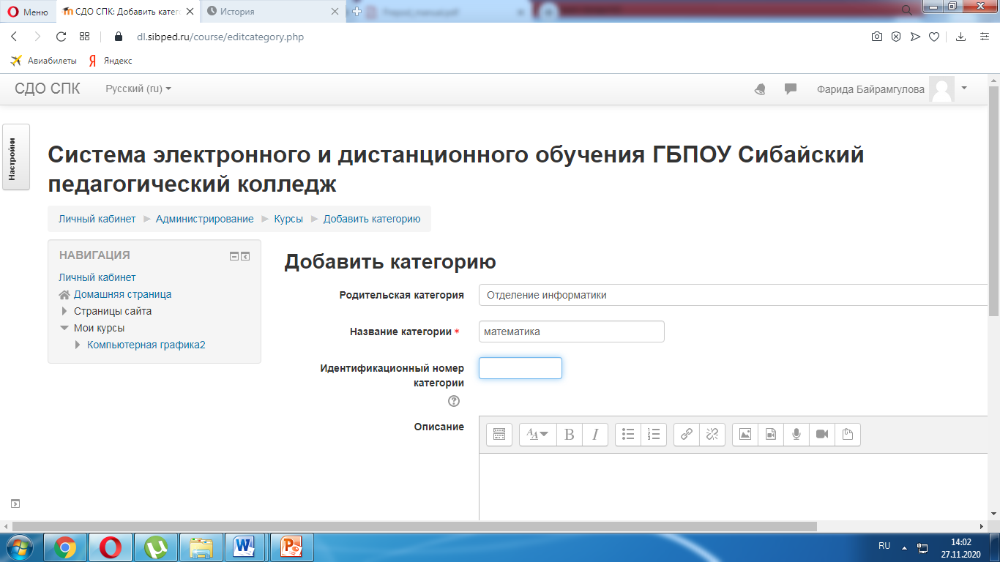 Меню
СДО СПК: Добавить катег
История
dl.sibped.ru/course/editcategory.php
Авиабилеты
Яндекс
СДО СПК
Русский (ru)
Фарида Байрамгулова
Настройки
Система электронного и дистанционного обучения ГБПОУ Сибайский
педагогический колледж
Личный кабинет
Администрирование
Курсы
Добавить категорию
НАВИГАЦИЯ
Личный кабинет
Домашняя страница
Страницы сайта
Мои курсы
Компьютерная графика2
Добавить категорию
Родительская категория
Отделение информатики
Название категории *
математика
Идентификационный номер
категории
Описание
RU
14:02
27.11.2020